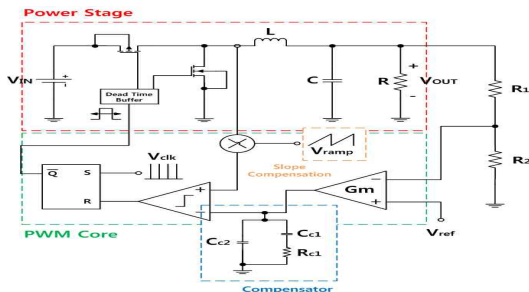 Power Stage
L
VIN
Dead Time
Buffer
C
R
+
VOUT
-
R1
Vclk
Vramp
Slope
Compensation
R2
Q
S
R
+
-
Gm
-
+
Vref
PWM Core
Cc2
Cc1
Rc1
Compensator